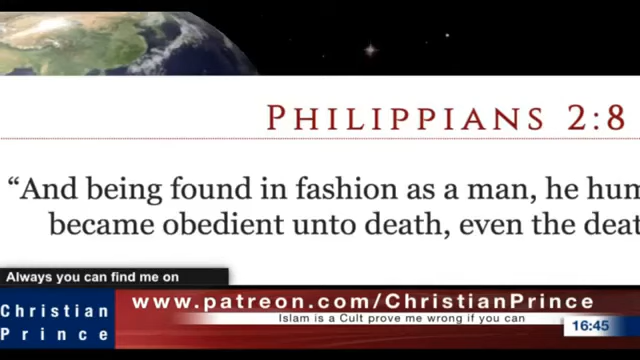 PHILIPPIANS 2:8
“And being found in fashion as a man, he
became obedient unto death, even the
Always you can find me on
www.patreon.com/ChristianPrince
Islam is a Cult prove me wrong if you can
Christian
Prince
16:45